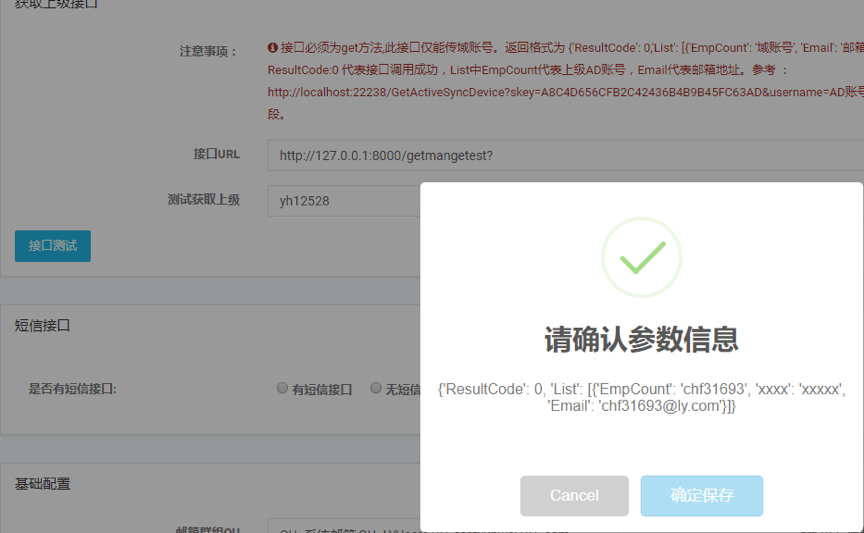 获取上级接口
注意事项：
接口必须为get方法,此接口仅能传域账号。返回格式为 {'ResultCode': 0,'List': [{'EmpCount': '域账号', 'Email': '邮箱
ResultCode:0 代表接口调用成功，List中EmpCount代表上级AD账号，Email代表邮箱地址。参考 ：
http://localhost:22238/GetActiveSyncDevice?skey=A8C4D656CFB2C42436B4B9B45FC63AD&username=AD账号
段。
接口URL
http://127.0.0.1:8000/getmangetest?
测试获取上级
yh12528
接口测试
短信接口
是否有短信接口:
有短信接口 无短信
基础配置
邮箱群组OU
请确认参数信息
{'ResultCode': 0, 'List': [{'EmpCount': 'chf31693', 'xxxx': 'xxxxx',
'Email': 'chf31693@ly.com'}]}
Cancel 确定保存